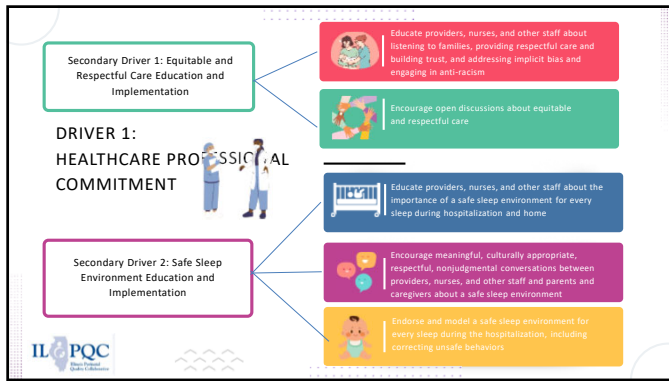 Secondary Driver 1: Equitable and
Respectful Care Education and
Implementation
Educate providers, nurses, and other staff about
listening to families, providing respectful care and
building trust, and addressing implicit bias and
engaging in anti-racism
Encourage open discussions about equitable
and respectful care
DRIVER 1:
HEALTHCARE PROFESSIONAL
COMMITMENT
Educate providers, nurses, and other staff about the
importance of a safe sleep environment for every
sleep during hospitalization and home
Secondary Driver 2: Safe Sleep
Environment Education and
Implementation
Encourage meaningful, culturally appropriate,
respectful, nonjudgmental conversations between
providers, nurses, and other staff and parents and
caregivers about a safe sleep environment
Endorse and model a safe sleep environment for
every sleep during the hospitalization, including
correcting unsafe behaviors
IL PQC
Illinois Perinatal
Quality Collaborative